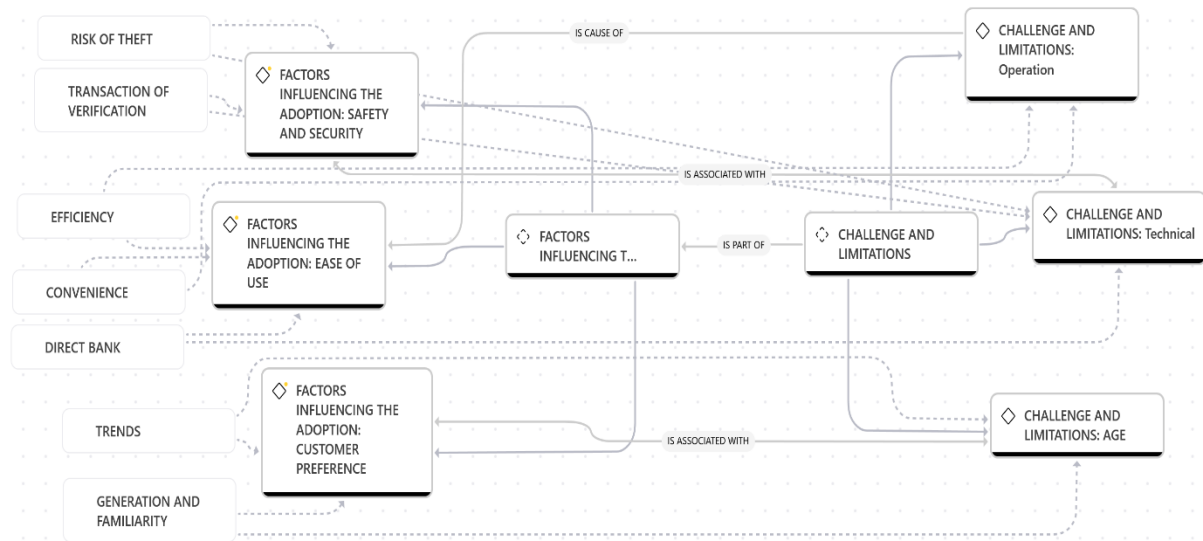 RISK OF THEFT
TRANSACTION OF
VERIFICATION
EFFICIENCY
CONVENIENCE
DIRECT BANK
TRENDS
GENERATION AND
FAMILIARITY
FACTORS
INFLUENCING THE
ADOPTION: SAFETY
AND SECURITY
FACTORS
INFLUENCING THE
ADOPTION: EASE OF
USE
FACTORS
INFLUENCING THE
ADOPTION:
CUSTOMER
PREFERENCE
IS CAUSE OF
IS ASSOCIATED WITH
FACTORS
INFLUENCING T...
IS PART OF
CHALLENGE AND
LIMITATIONS
IS ASSOCIATED WITH
CHALLENGE AND
LIMITATIONS:
Operation
CHALLENGE AND
LIMITATIONS: Technical
CHALLENGE AND
LIMITATIONS: AGE